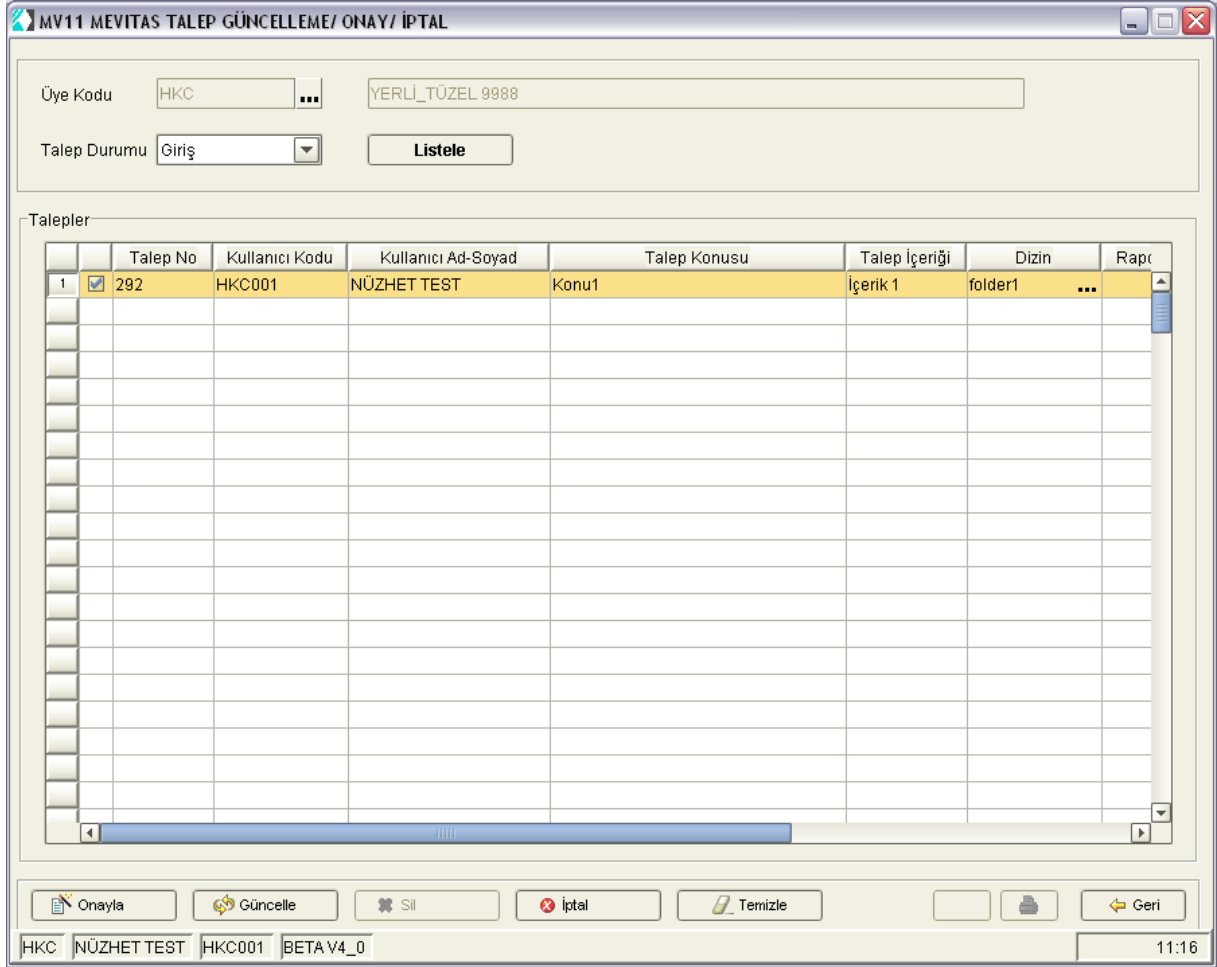 MV11 MEVITAS TALEP GÜNCELLEME/ ONAY/ İPTAL
Üye Kodu HKC ... YERLİ_TÜZEL 9988
Talep Durumu Giriş Listele
Talepler
Talep No Kullanıcı Kodu Kullanıcı Ad-Soyad Talep Konusu Talep İçeriği Dizin
1 292 HKC001 NÜZHET TEST Konu1 İçerik 1 folder1 ...
Onayla Güncelle Sil İptal Temizle Geri
HKC NÜZHET TEST HKC001 BETA V4_0 11:16